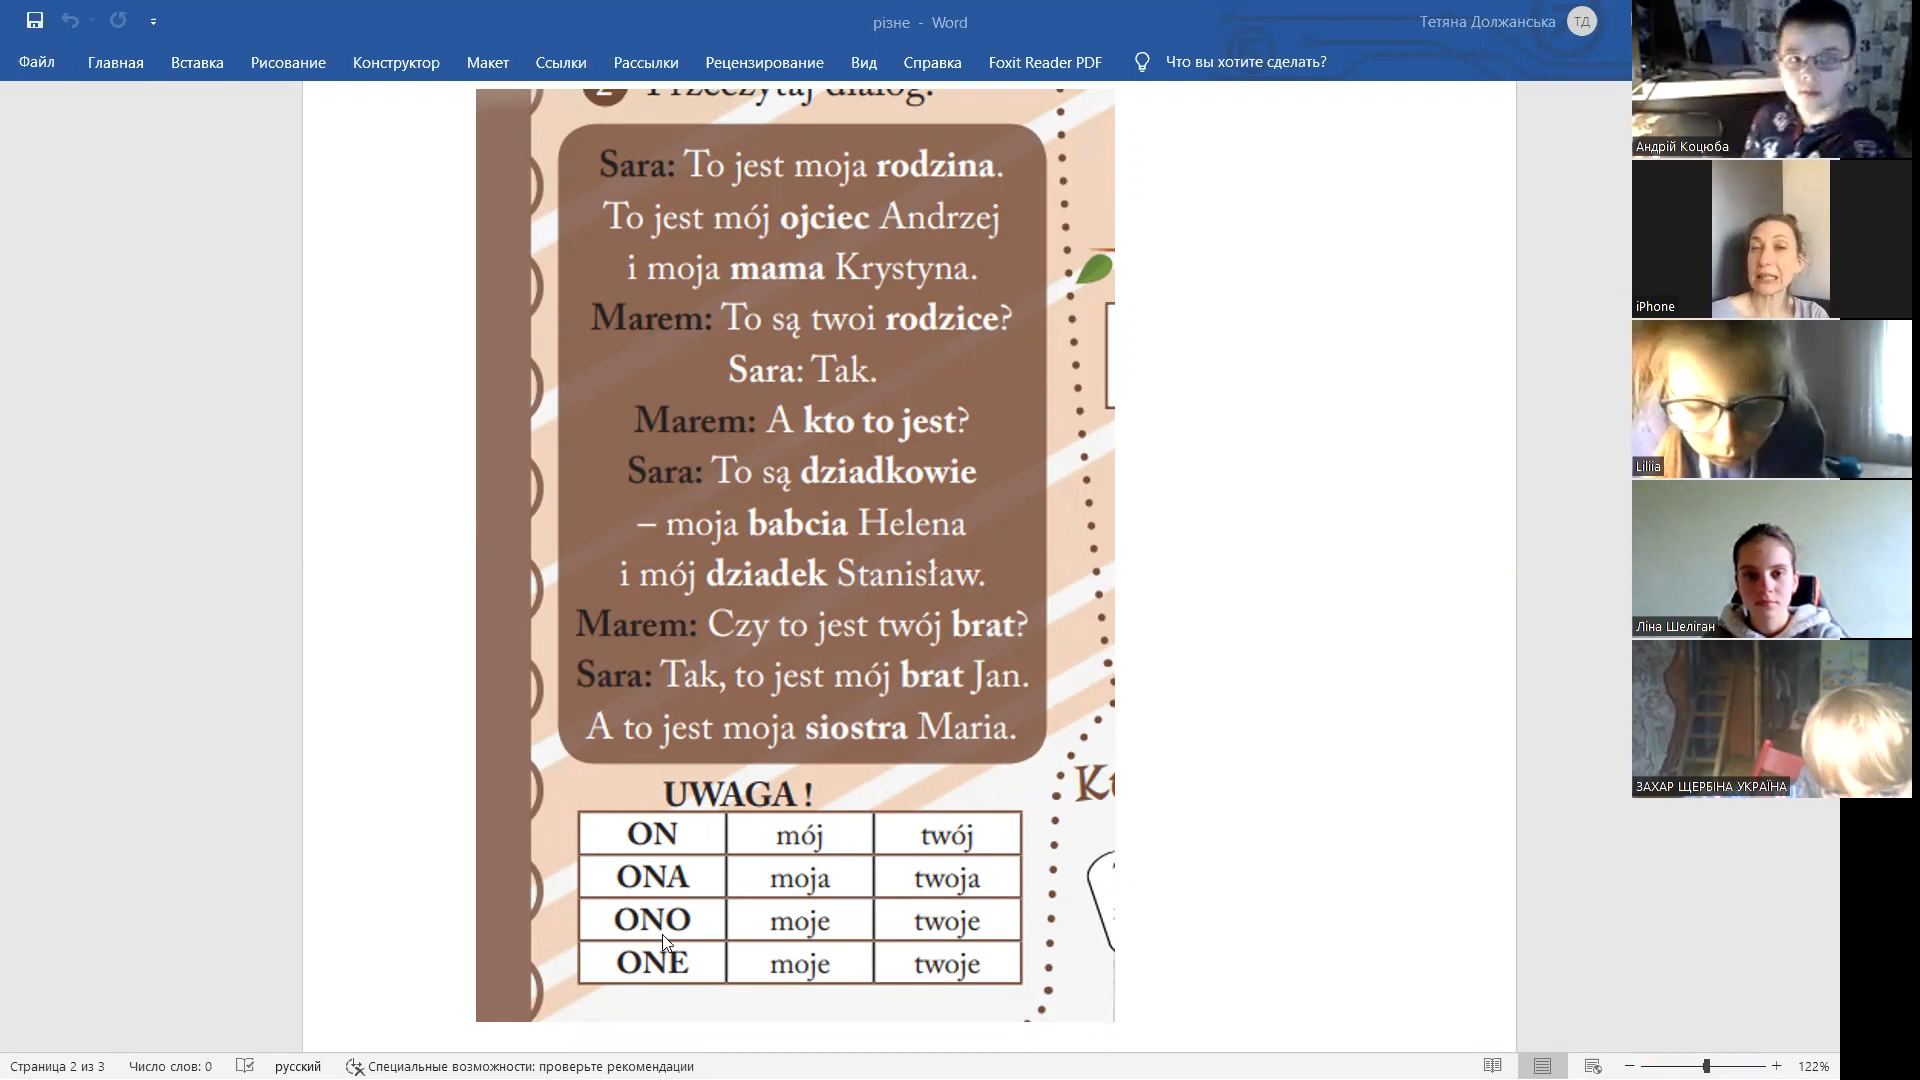 різне - Word
Тетяна Должанська
ТД
Файл
Главная
Вставка
Рисование
Конструктор
Макет
Ссылки
Рассылки
Рецензирование
Вид
Справка
Foxit Reader PDF
Что вы хотите сделать?
2 Przeczytaj dialog.
Sara: To jest moja rodzina.
To jest mój ojciec Andrzej
i moja mama Krystyna.
Marem: To są twoi rodzice?
Sara: Tak.
Marem: A kto to jest?
Sara: To są dziadkowie
– moja babcia Helena
i mój dziadek Stanisław.
Marem: Czy to jest twój brat?
Sara: Tak, to jest mój brat Jan.
A to jest moja siostra Maria.
UWAGA !
ON mój twój
ONA moja twoja
ONO moje twoje
ONE moje twoje
Андрій Коцюба
iPhone
Liliia
Ліна Шеліган
ЗАХАР ЩЕРБІНА УКРАЇНА
Страница 2 из 3
Число слов: 0
русский
Специальные возможности: проверьте рекомендации
122%